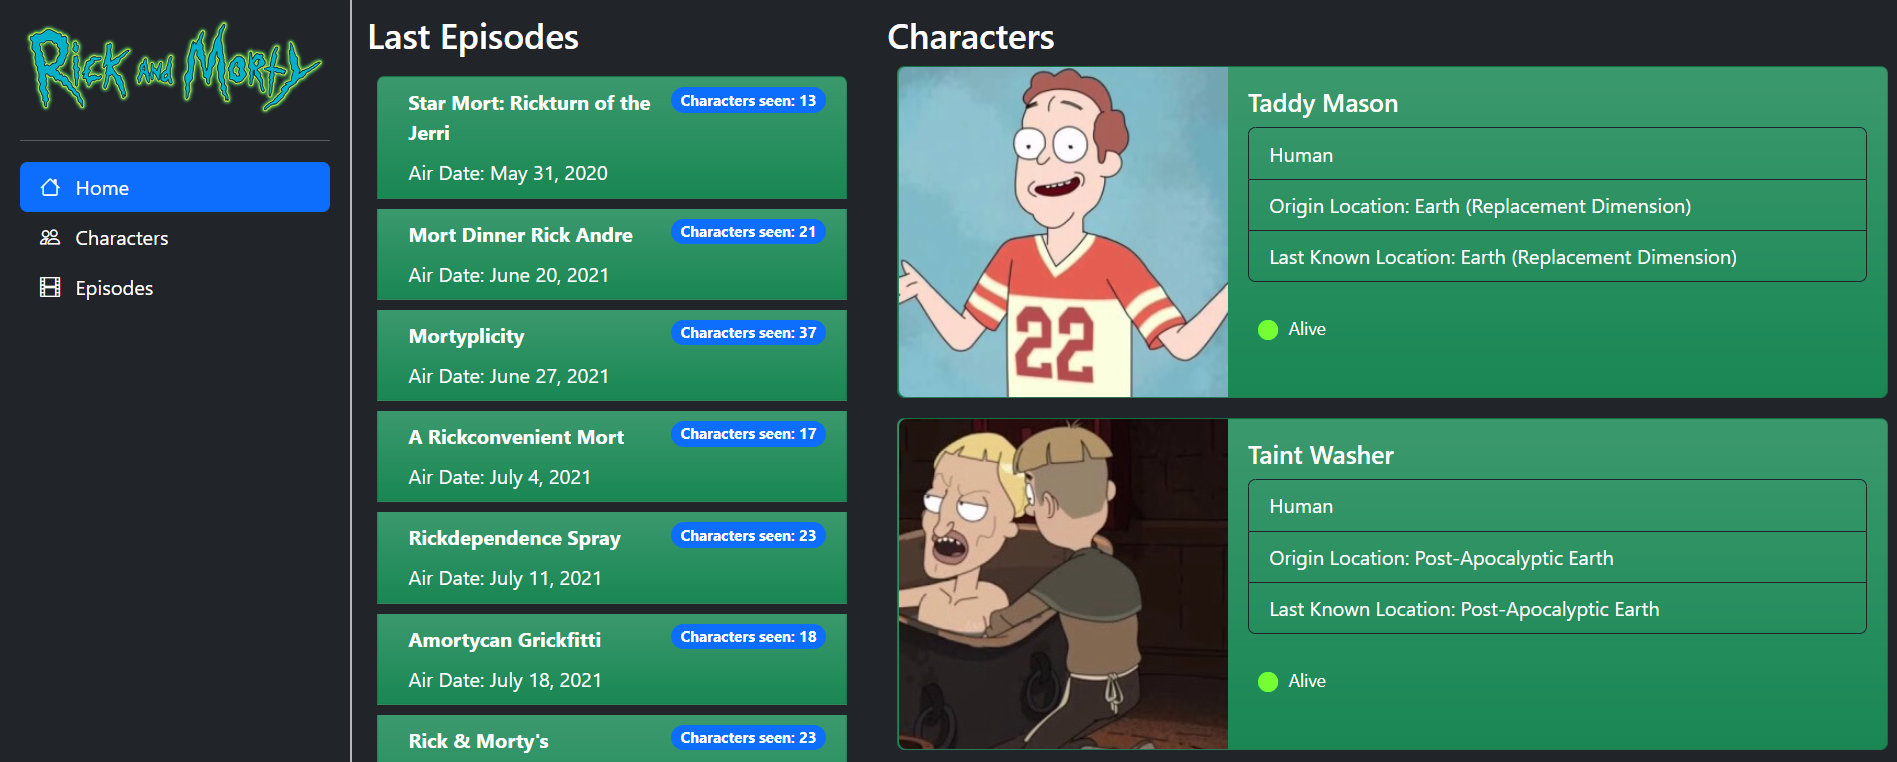 Rick and Morty
Home
Characters
Episodes
Last Episodes
Star Mort: Rickturn of the
Jerri
Characters seen: 13
Air Date: May 31, 2020
Mort Dinner Rick Andre
Characters seen: 21
Air Date: June 20, 2021
Mortyplicity
Characters seen: 37
Air Date: June 27, 2021
A Rickconvenient Mort
Characters seen: 17
Air Date: July 4, 2021
Rickdependence Spray
Characters seen: 23
Air Date: July 11, 2021
Amortycan Grickfitti
Characters seen: 18
Air Date: July 18, 2021
Rick & Morty's
Characters seen: 23
Characters
22
Taddy Mason
Human
Origin Location: Earth (Replacement Dimension)
Last Known Location: Earth (Replacement Dimension)
Alive
Taint Washer
Human
Origin Location: Post-Apocalyptic Earth
Last Known Location: Post-Apocalyptic Earth
Alive